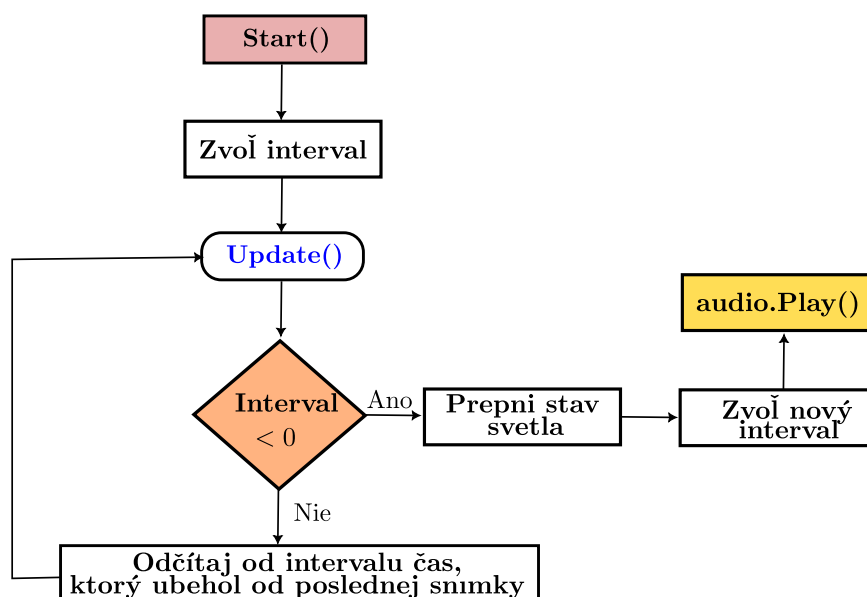 Start()
Zvoľ interval
Update()
Interval
< 0
Ano
Prepni stav
svetla
Zvoľ nový
interval
audio.Play()
Nie
Odčítaj od intervalu čas,
ktorý ubehol od poslednej snímky